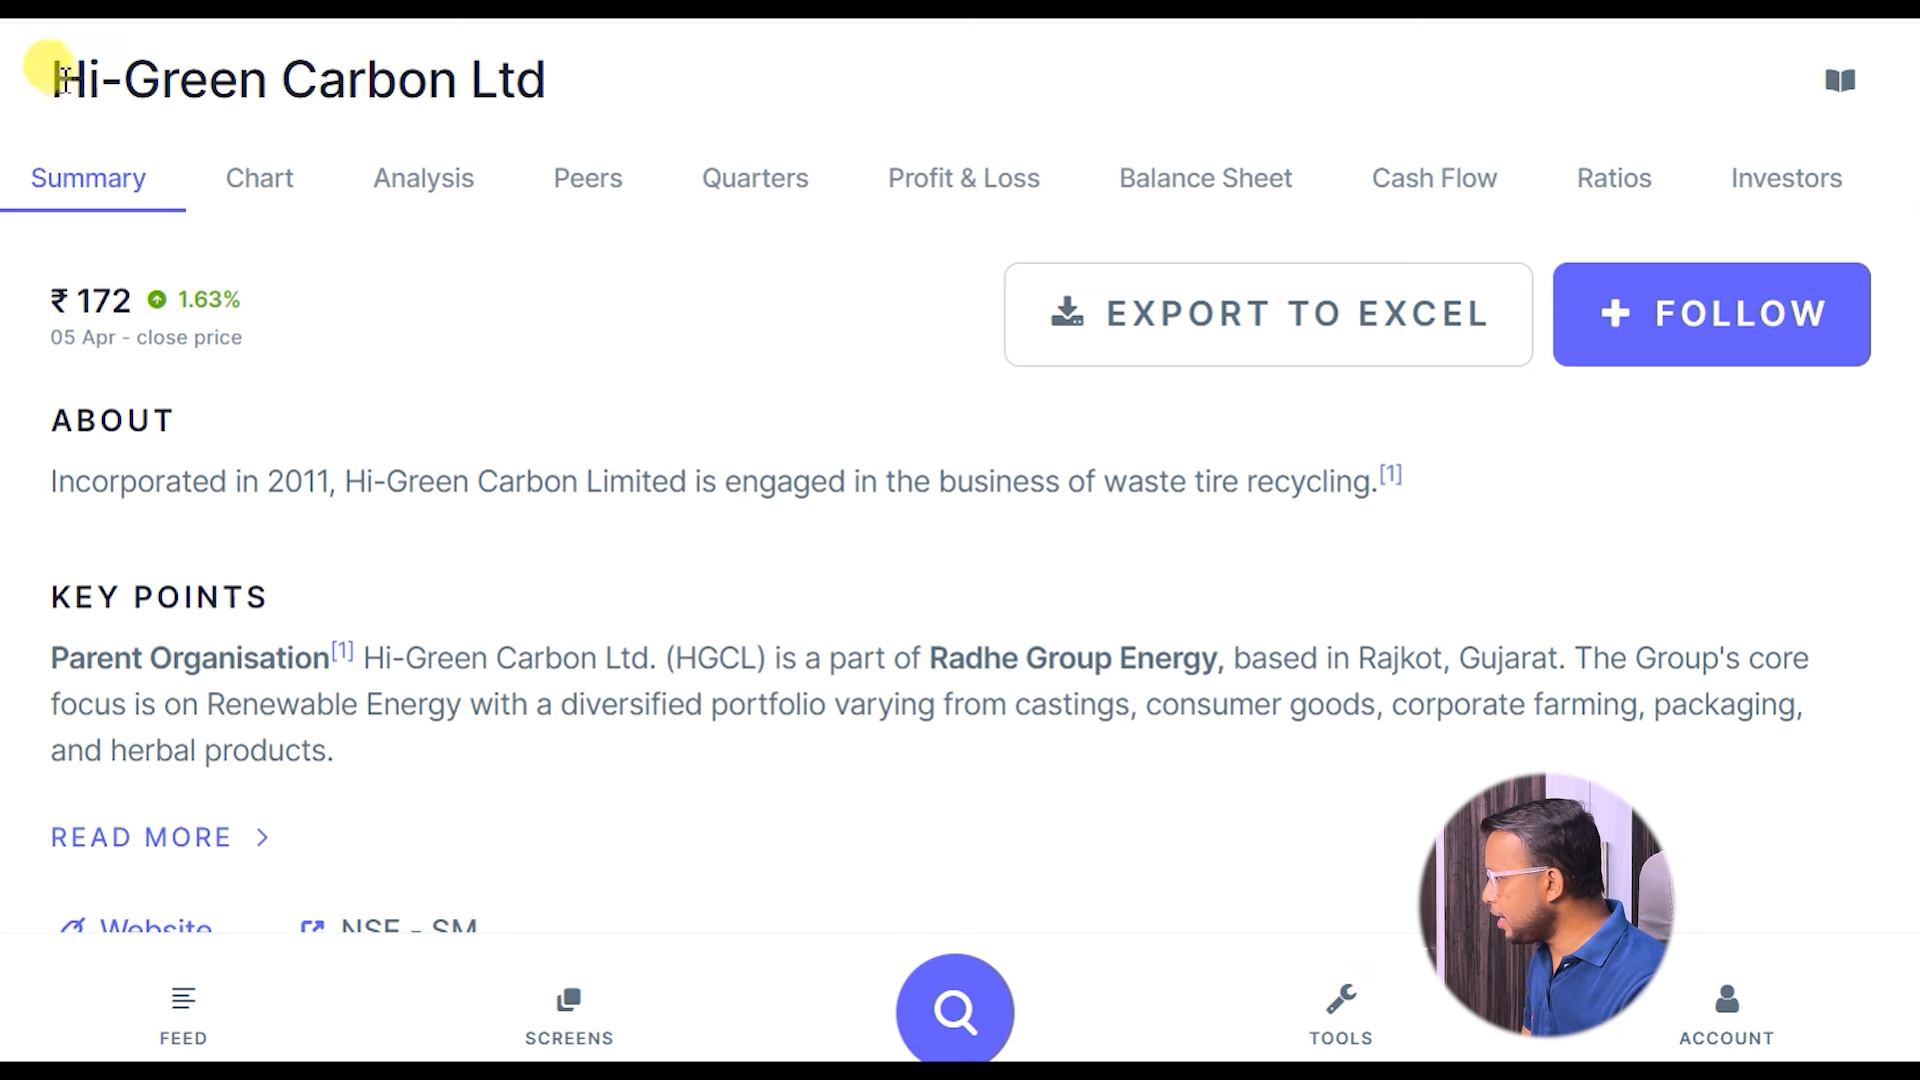 Hi-Green Carbon Ltd
Summary Chart Analysis Peers Quarters Profit & Loss Balance Sheet Cash Flow Ratios Investors
₹ 172 1.63%
05 Apr - close price
EXPORT TO EXCEL
+ FOLLOW
ABOUT
Incorporated in 2011, Hi-Green Carbon Limited is engaged in the business of waste tire recycling.[1]
KEY POINTS
Parent Organisation[1] Hi-Green Carbon Ltd. (HGCL) is a part of Radhe Group Energy, based in Rajkot, Gujarat. The Group's core
focus is on Renewable Energy with a diversified portfolio varying from castings, consumer goods, corporate farming, packaging,
and herbal products.
READ MORE >
Website NSE - SM
FEED SCREENS TOOLS ACCOUNT